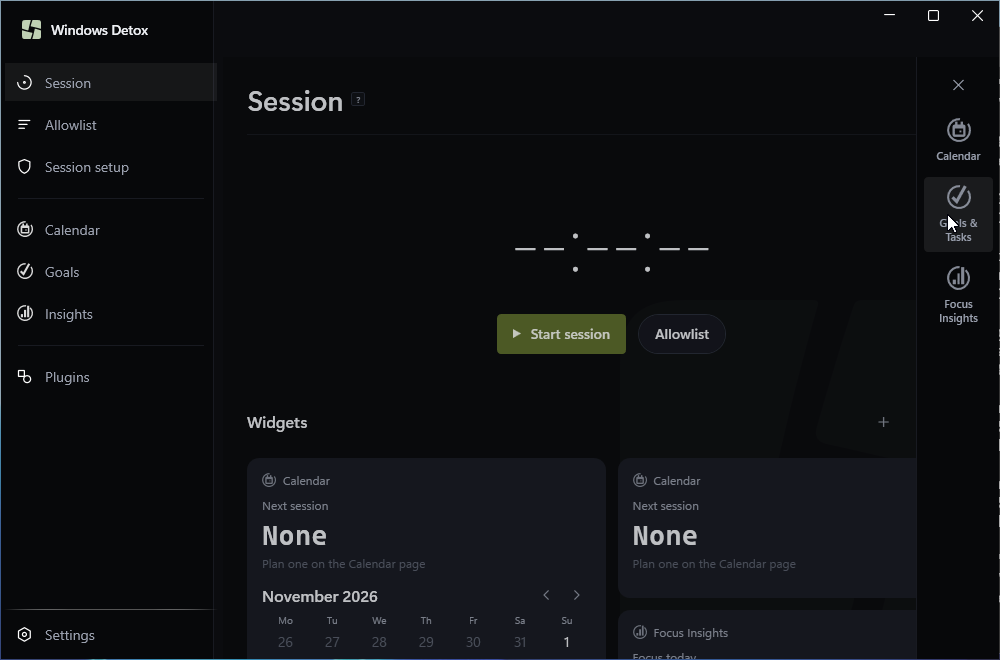 Windows Detox
Session
Allowlist
Session setup
Calendar
Goals
Insights
Plugins
Settings
Session ?
Start session
Allowlist
Widgets
Calendar
Next session
None
Plan one on the Calendar page
November 2026
Mo Tu We Th Fr Sa Su
26 27 28 29 30 31 1
Calendar
Next session
None
Plan one on the Calendar page
Focus Insights
Focus today
Calendar
Goals &
Tasks
Focus
Insights